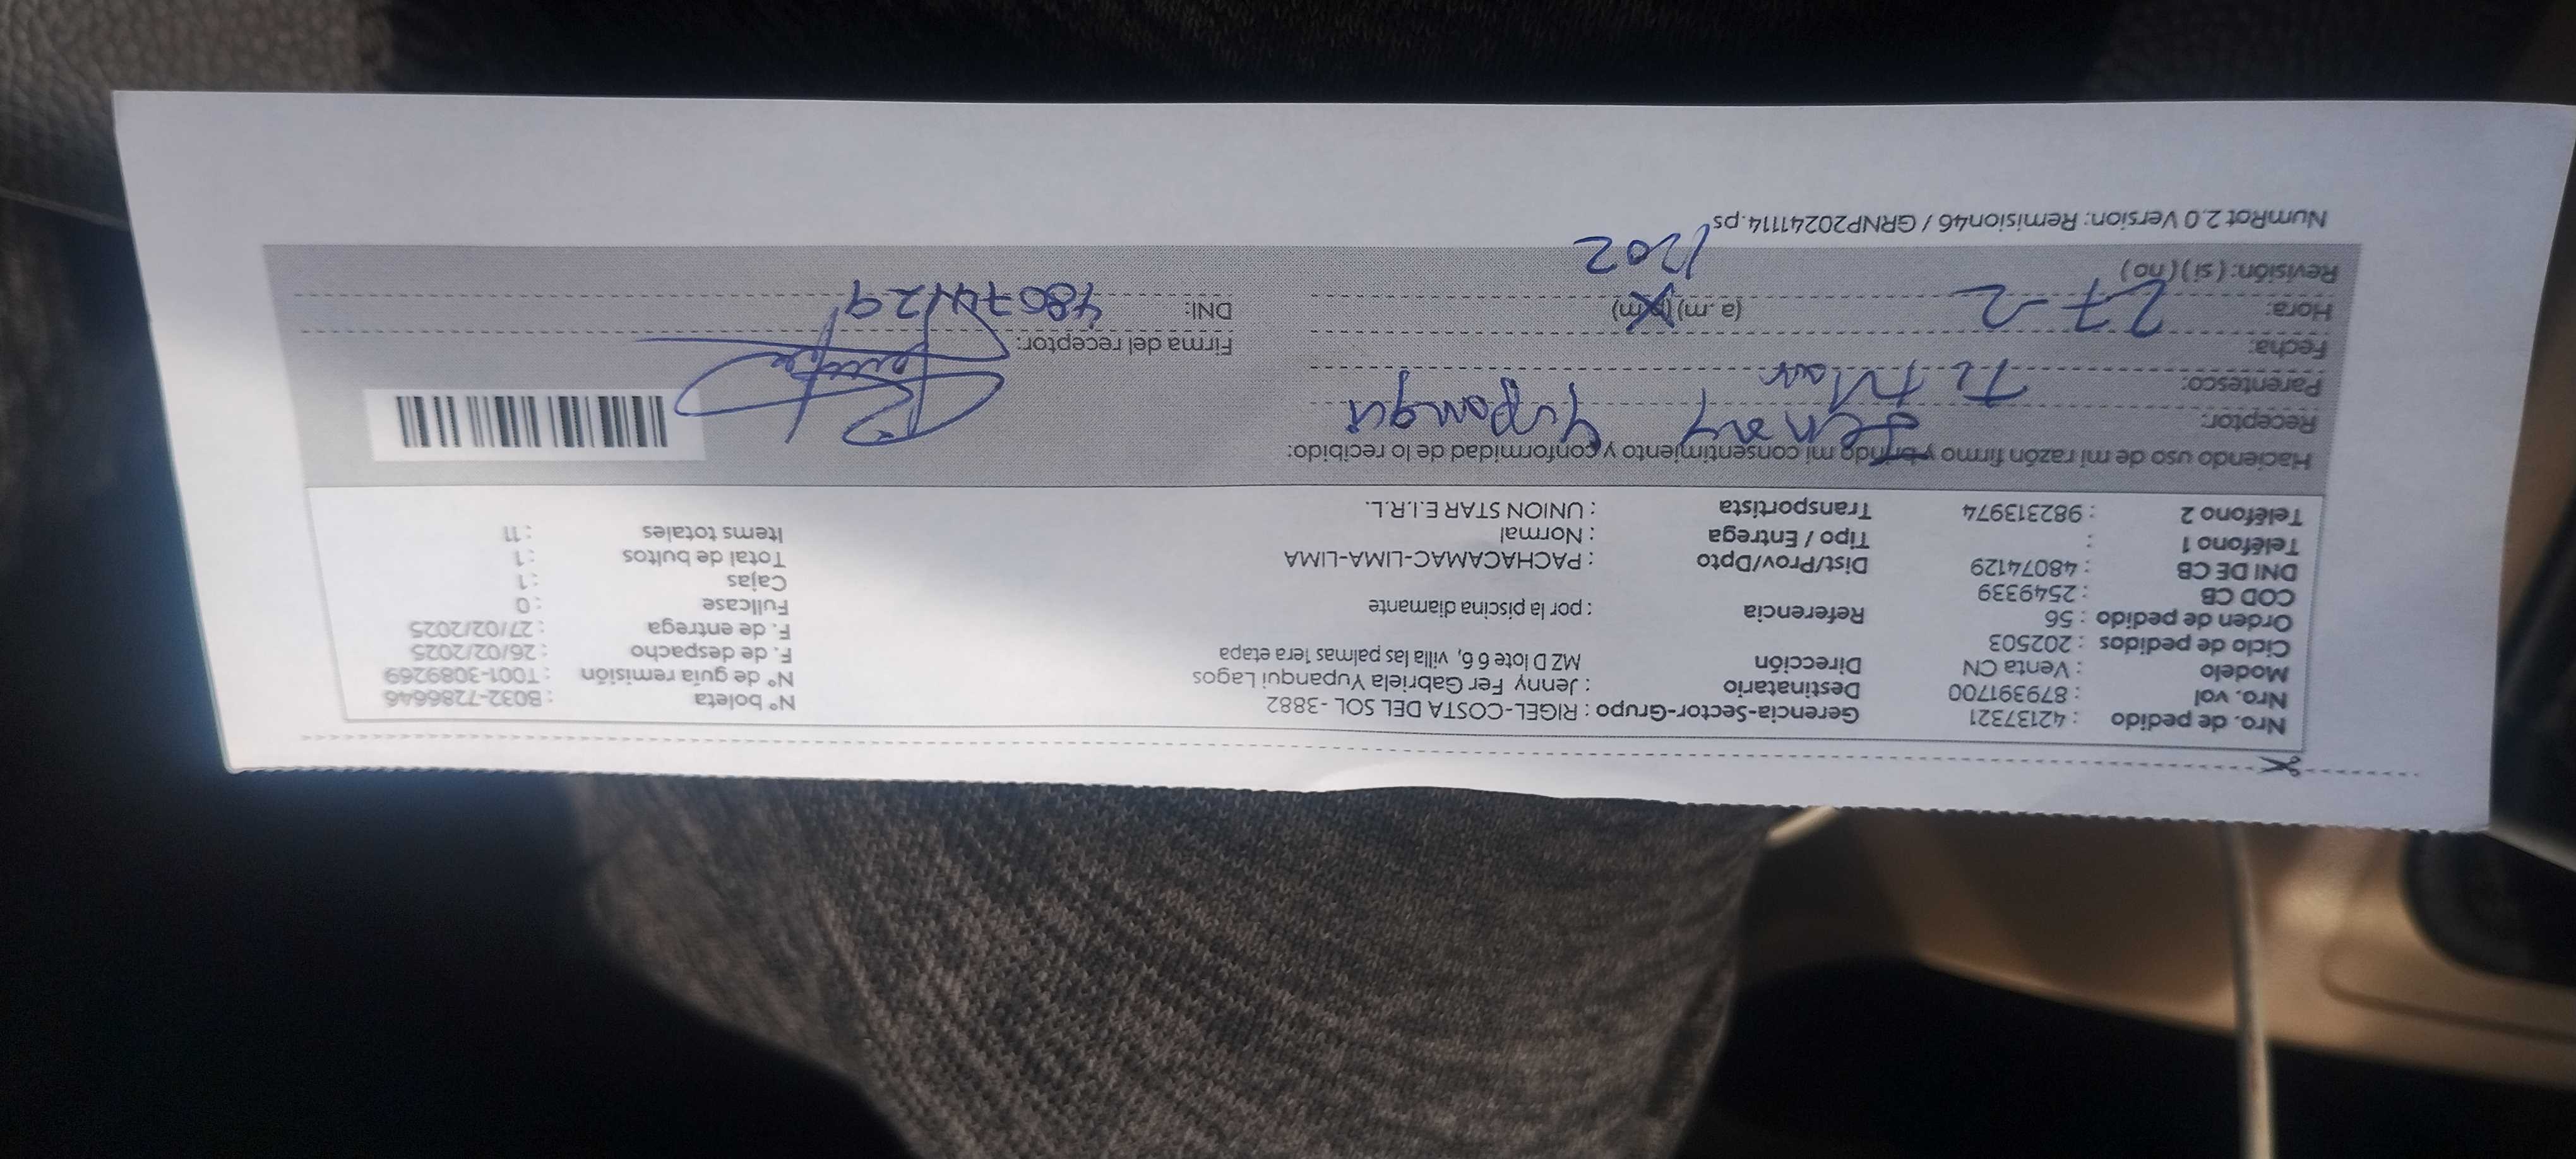 Nro. de pedido : 42137321 Gerencia-Sector-Grupo : RIGEL-COSTA DEL SOL -3882 N° boleta : B032-7286646
Nro. vol : 879391700 Destinatario : Jenny Fer Gabriela Yupanqui Lagos N° de guía remisión : T001-3089269
Modelo : Venta CN Dirección MZ D lote 6 6, villa las palmas 1era etapa F. de despacho : 26/02/2025
Ciclo de pedidos : 202503 F. de entrega : 27/02/2025
Orden de pedido : 56 Referencia : por la piscina diamante Fullcase : 0
COD CB : 2549339 Cajas : 1
DNI DE CB : 48074129 Dist/Prov/Dpto : PACHACAMAC-LIMA-LIMA Total de bultos : 1
Teléfono 1 : Tipo / Entrega : Normal Items totales : 11
Teléfono 2 : 982313974 Transportista : UNION STAR E.I.R.L.
Haciendo uso de mi razón firmo y brindo mi consentimiento y conformidad de lo recibido:
Receptor: Jenny Yupanqui
Parentesco:
Fecha: 27-2 Firma del receptor:
Hora: (a.m) (p.m) DNI: 48074129
Revisión: ( si ) ( no ) 1202
NumRot 2.0 Version: Remision46 / GRNP20241114.ps